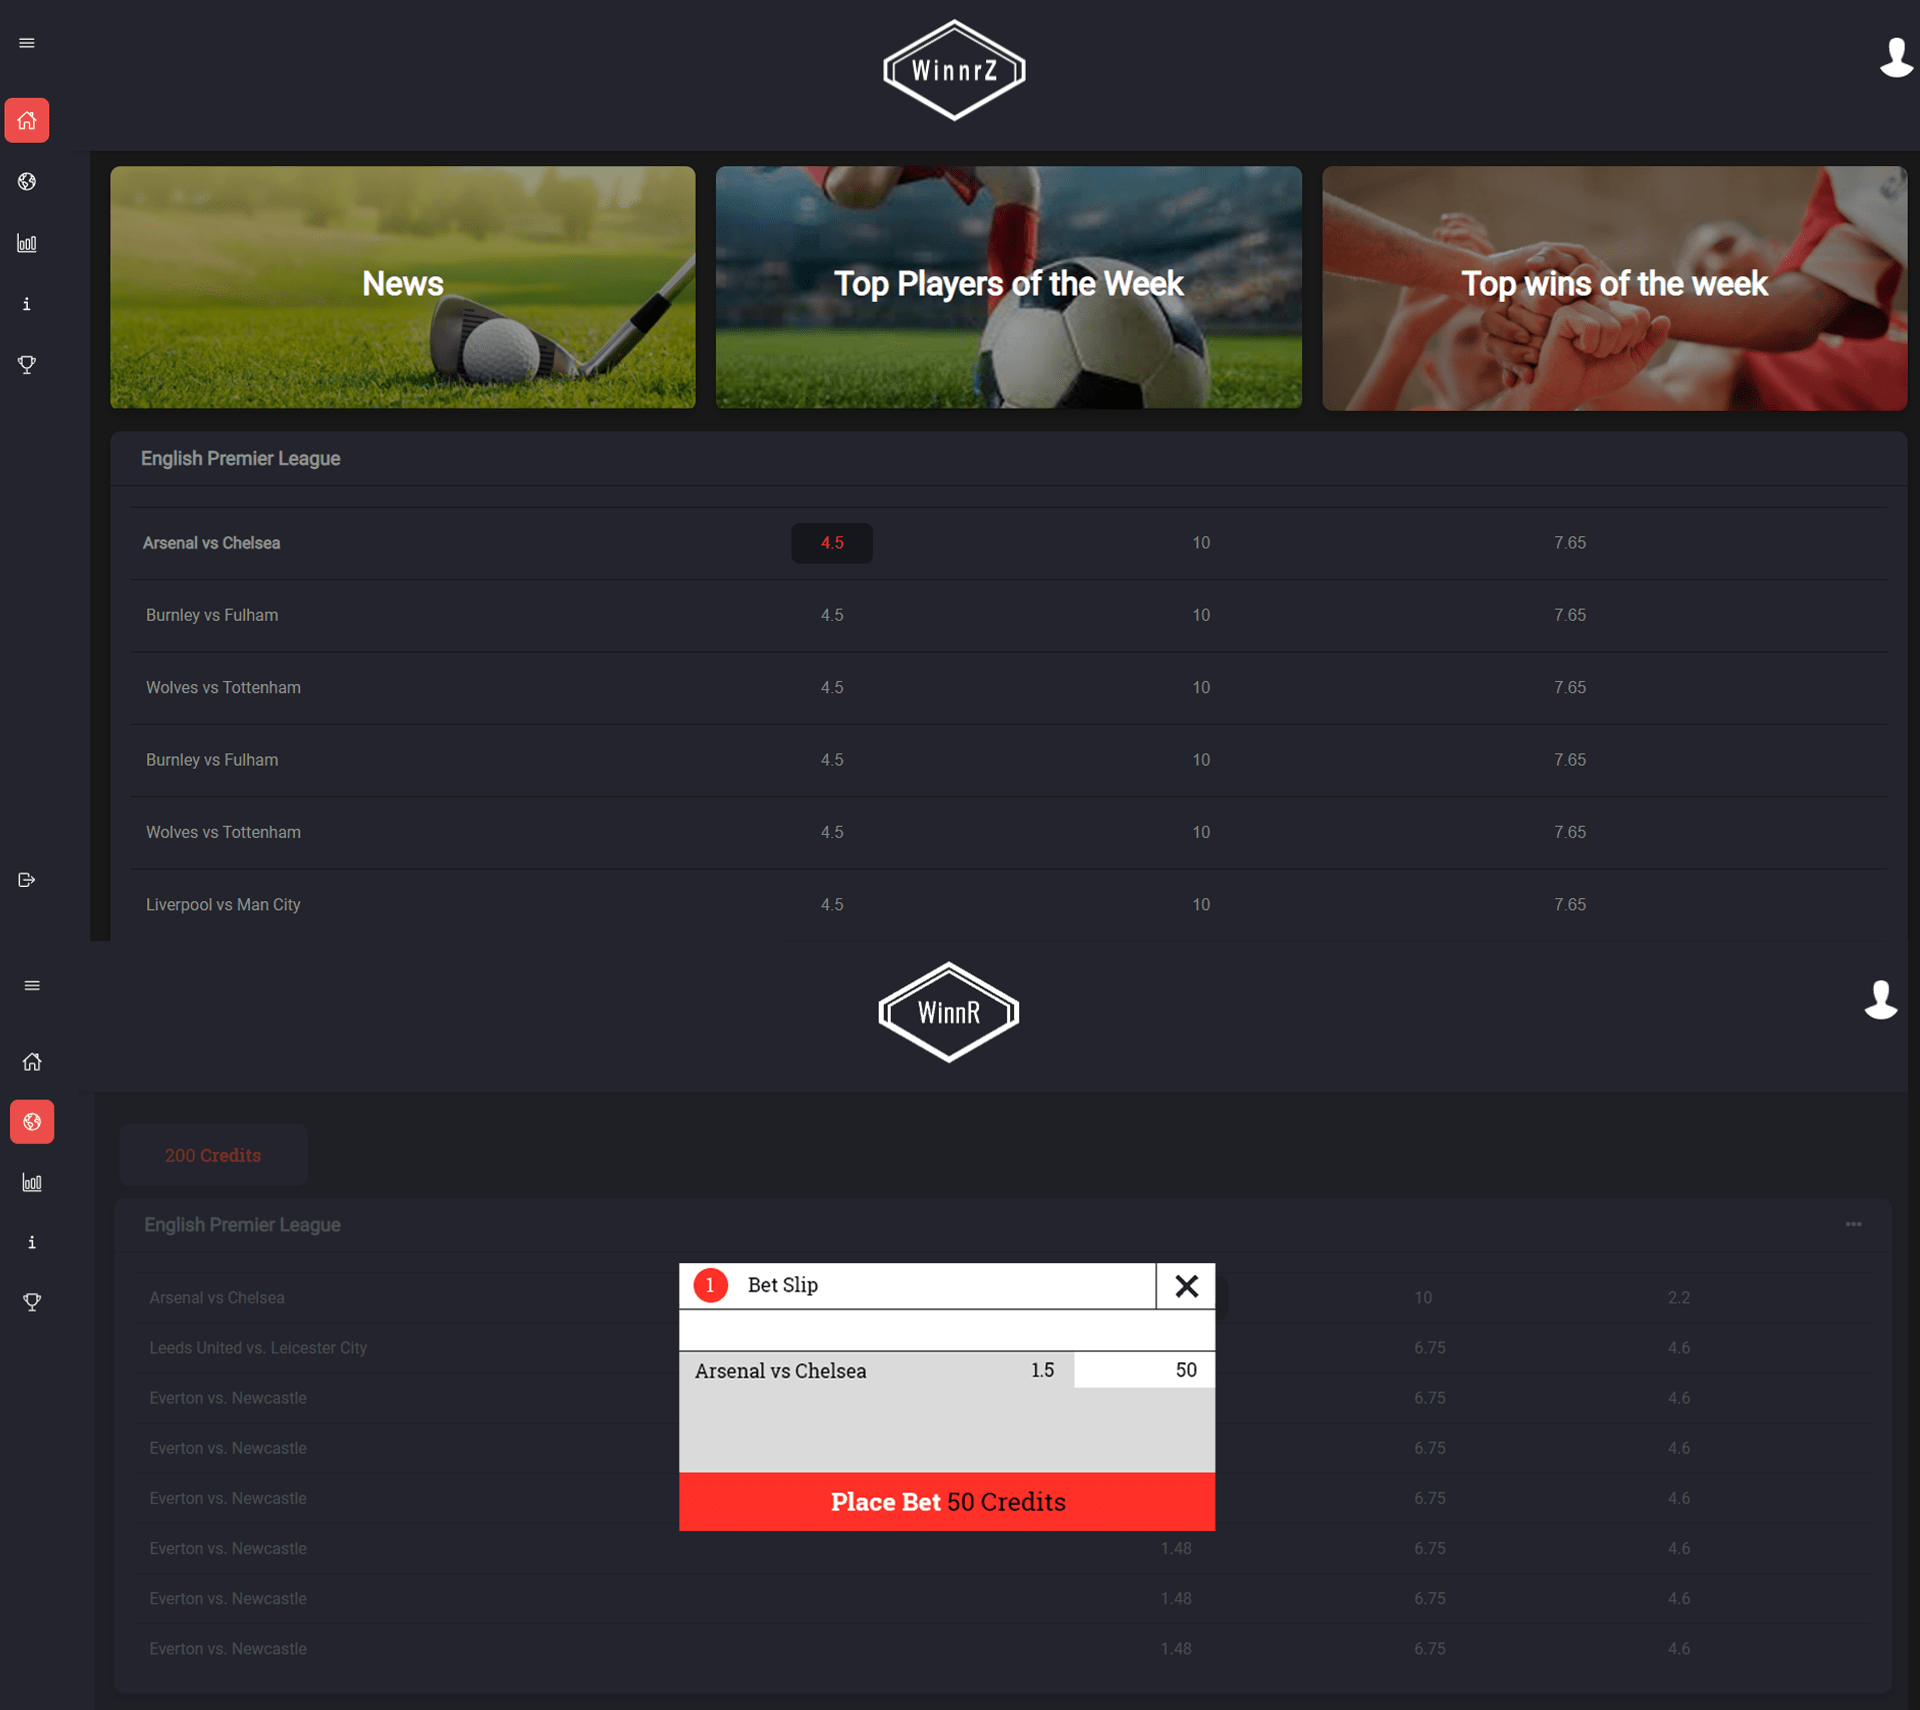 WinnrZ
News
Top Players of the Week
Top wins of the week
English Premier League
Arsenal vs Chelsea 4.5 10 7.65
Burnley vs Fulham 4.5 10 7.65
Wolves vs Tottenham 4.5 10 7.65
Burnley vs Fulham 4.5 10 7.65
Wolves vs Tottenham 4.5 10 7.65
Liverpool vs Man City 4.5 10 7.65
WinnR
200 Credits
English Premier League
Arsenal vs Chelsea 10 2.2
Leeds United vs. Leicester City 6.75 4.6
Everton vs. Newcastle 6.75 4.6
Everton vs. Newcastle 6.75 4.6
Everton vs. Newcastle 6.75 4.6
Everton vs. Newcastle 1.48 6.75 4.6
Everton vs. Newcastle 1.48 6.75 4.6
Everton vs. Newcastle 1.48 6.75 4.6
1 Bet Slip
Arsenal vs Chelsea 1.5 50
Place Bet 50 Credits